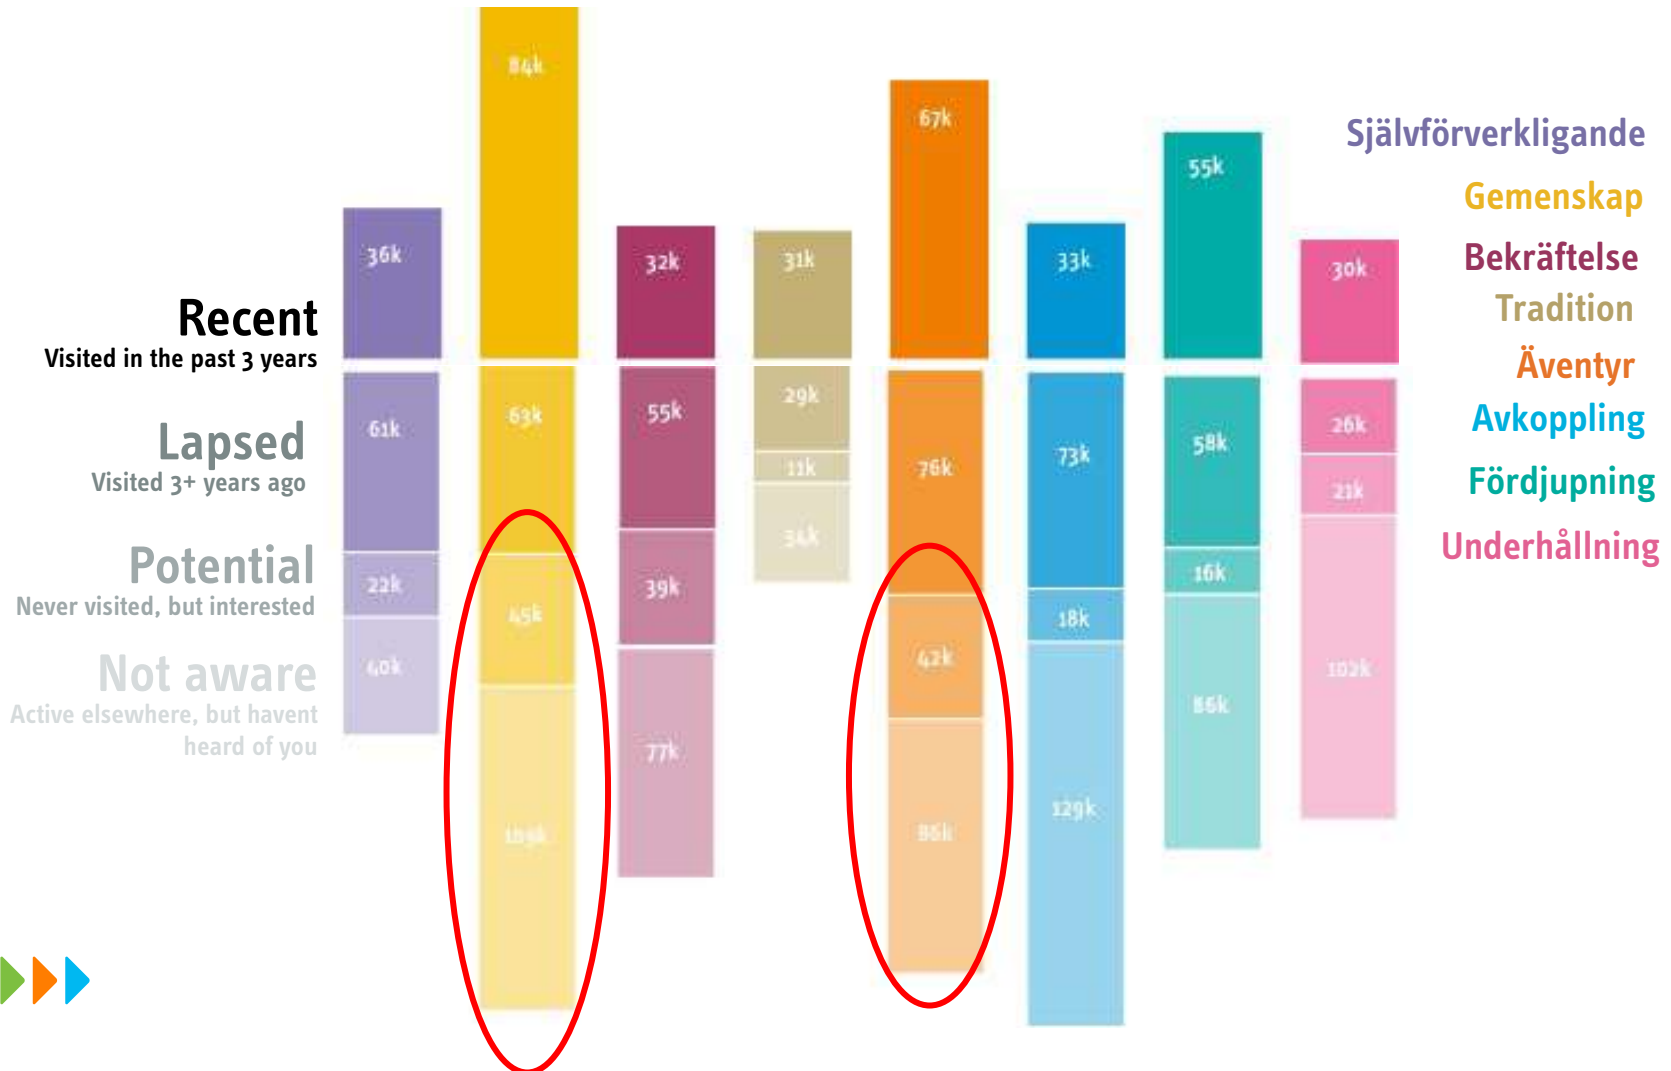 84k
67k
55k
36k
32k
31k
33k
30k
Självförverkligande
Gemenskap
Bekräftelse
Tradition
Äventyr
Avkoppling
Fördjupning
Underhållning
Recent
Visited in the past 3 years
61k
63k
55k
29k
76k
73k
58k
26k
Lapsed
Visited 3+ years ago
22k
45k
39k
11k
42k
18k
16k
21k
Potential
Never visited, but interested
40k
77k
34k
86k
129k
86k
102k
Not aware
Active elsewhere, but havent
heard of you